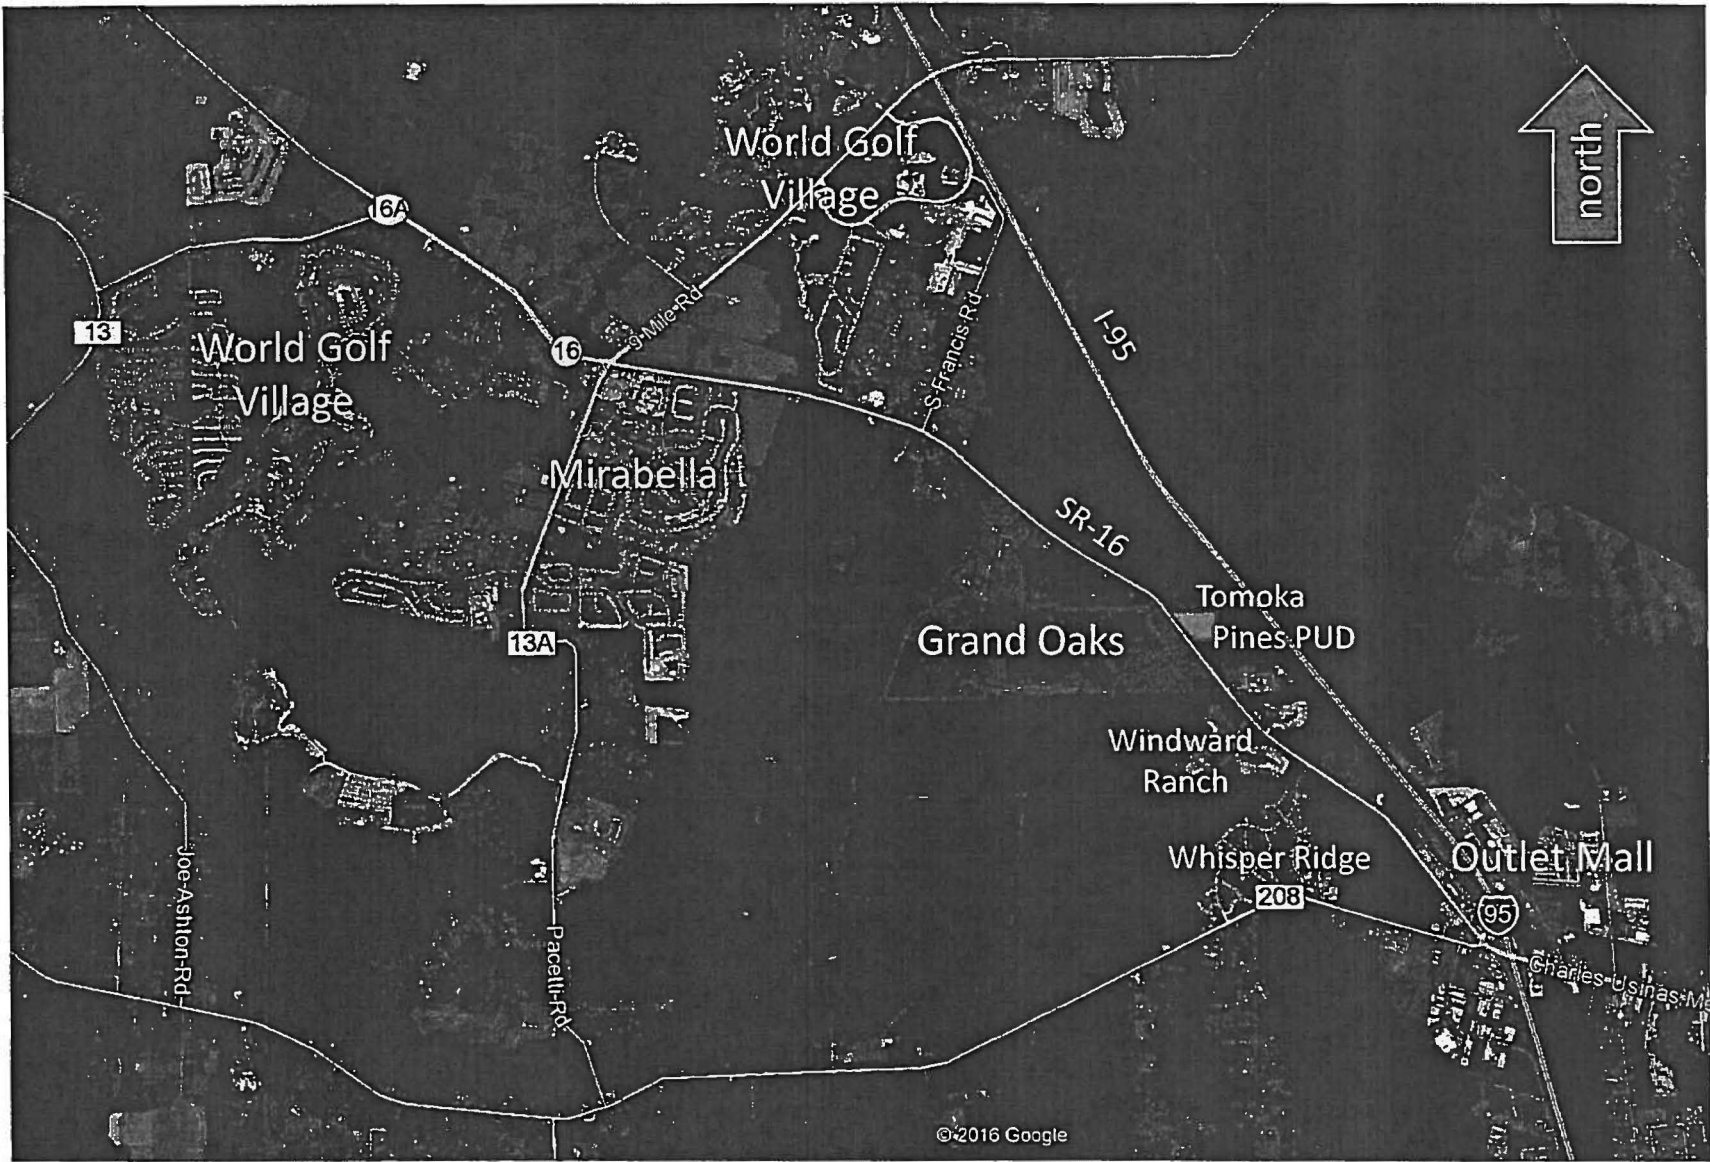 World Golf
Village
north
16A
13
World Golf
Village
9-Mile-Rd
16
I-95
S-Francis Rd
Mirabella
SR-16
Tomoka
Pines PUD
Grand Oaks
13A
Windward
Ranch
Whisper Ridge
Outlet Mall
208
95
Joe-Ashton-Rd
Pacetti-Rd
Charles-Usinas-M
© 2016 Google